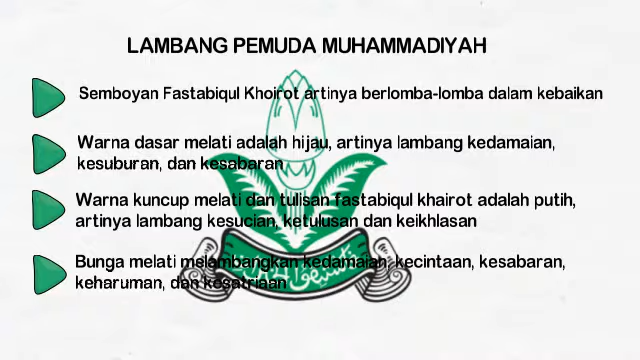 LAMBANG PEMUDA MUHAMMADIYAH
Semboyan Fastabiqul Khoirot artinya berlomba-lomba dalam kebaikan
Warna dasar melati adalah hijau, artinya lambang kedamaian,
kesuburan, dan kesabaran
Warna kuncup melati dan tulisan fastabiqul khairot adalah putih,
artinya lambang kesucian, ketulusan dan keikhlasan
Bunga melati melambangkan kedamaian, kecintaan, kesabaran,
keharuman, dan kesatriaan